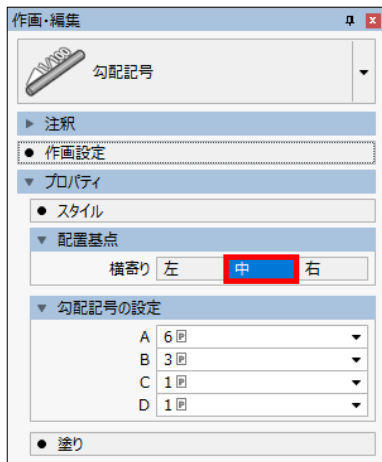 作画・編集
1/100
勾配記号
注釈
作画設定
プロパティ
スタイル
配置基点
横寄り 左 中 右
勾配記号の設定
A 6 P
B 3 P
C 1 P
D 1 P
塗り